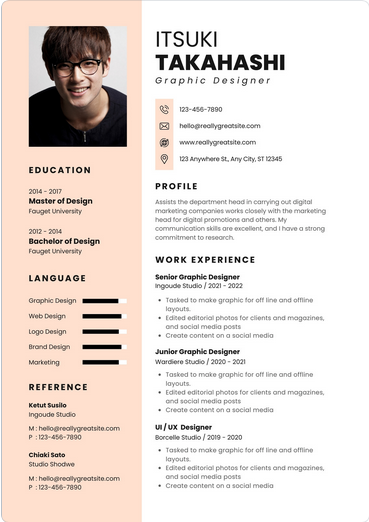 ITSUKI
TAKAHASHI
Graphic Designer
123-456-7890
hello@reallygreatsite.com
www.reallygreatsite.com
123 Anywhere St., Any City, ST 12345
EDUCATION
2014 - 2017
Master of Design
Fauget University
2012 - 2014
Bachelor of Design
Fauget University
LANGUAGE
Graphic Design
Web Design
Logo Design
Brand Design
Marketing
REFERENCE
Ketut Susilo
Ingoude Studio
M : hello@reallygreatsite.com
P : 123-456-7890
Chiaki Sato
Studio Shodwe
M : hello@reallygreatsite.com
P : 123-456-7890
PROFILE
Assists the department head in carrying out digital
marketing companies works closely with the marketing
head for digital promotions and others. My
communication skills are excellent, and I have a strong
commitment to research.
WORK EXPERIENCE
Senior Graphic Designer
Ingoude Studio / 2021 - 2022
• Tasked to make graphic for off line and offline
layouts.
• Edited editorial photos for clients and magazines,
and social media posts
• Create content for social media
Junior Graphic Designer
Wardiere Studio / 2020 - 2021
• Tasked to make graphic for off line and offline
layouts.
• Edited editorial photos for clients and magazines,
and social media posts
• Create content for social media
UI / UX Designer
Borcelle Studio / 2019 - 2020
• Tasked to make graphic for off line and offline
layouts.
• Edited editorial photos for clients and magazines,
and social media posts
• Create content for social media